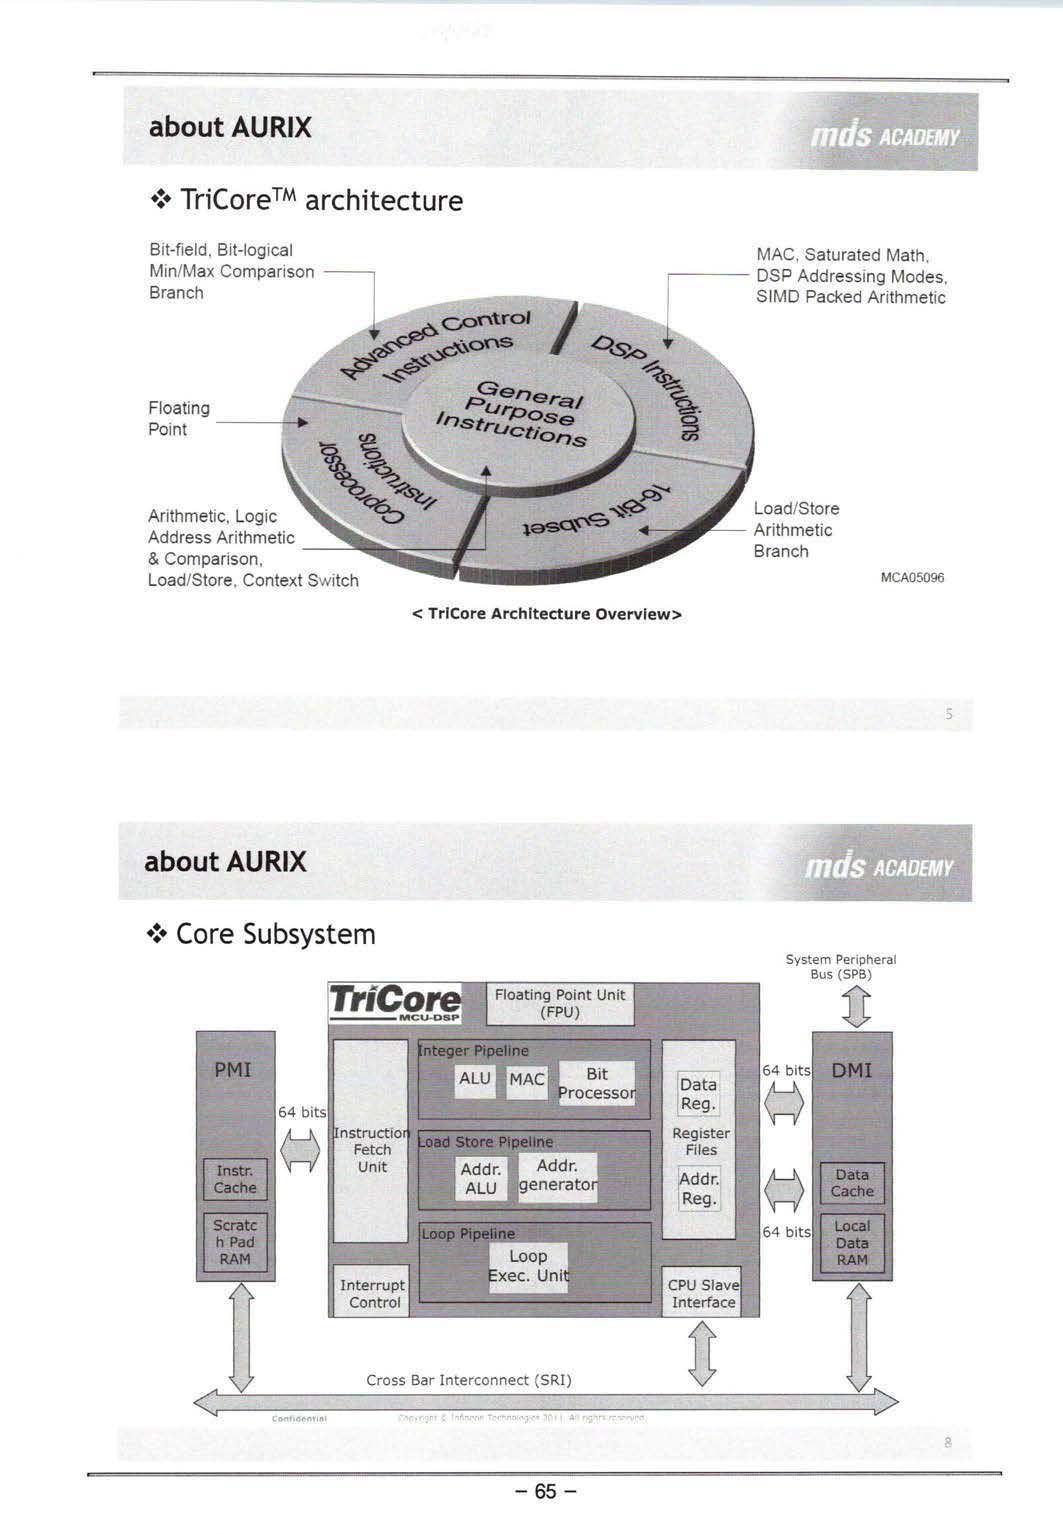 about AURIX
mds ACADEMY
❖ TriCore™ architecture
Bit-field, Bit-logical
Min/Max Comparison
Branch
MAC, Saturated Math,
DSP Addressing Modes,
SIMD Packed Arithmetic
Advanced Control
Instructions
DSP Instructions
General
Purpose
Instructions
Floating
Point
Coprocessor
Instructions
16-Bit Subset
Arithmetic, Logic
Address Arithmetic
& Comparison,
Load/Store, Context Switch
Load/Store
Arithmetic
Branch
MCA05096
< TriCore Architecture Overview>
5
about AURIX
mds ACADEMY
❖ Core Subsystem
System Peripheral
Bus (SPB)
TriCore
MCU-DSP
Floating Point Unit
(FPU)
PMI
64 bits
Instr.
Cache
Scratc
h Pad
RAM
Instruction
Fetch
Unit
Interrupt
Control
Integer Pipeline
ALU
MAC
Bit
Processor
Load Store Pipeline
Addr.
ALU
Addr.
generator
Loop Pipeline
Loop
Exec. Unit
Data
Reg.
Register
Files
Addr.
Reg.
CPU Slave
Interface
64 bits
64 bits
DMI
Data
Cache
Local
Data
RAM
Cross Bar Interconnect (SRI)
Confidential
Copyright © Infineon Technologies 2011. All rights reserved.
8
- 65 -